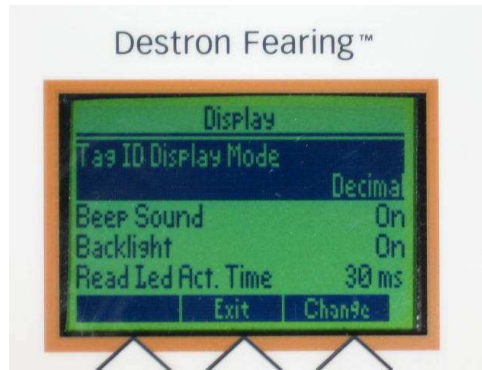 Destron Fearing™
Display
Tag ID Display Mode
Decimal
Beep Sound On
Backlight On
Read Led Act. Time 30 ms
Exit Change